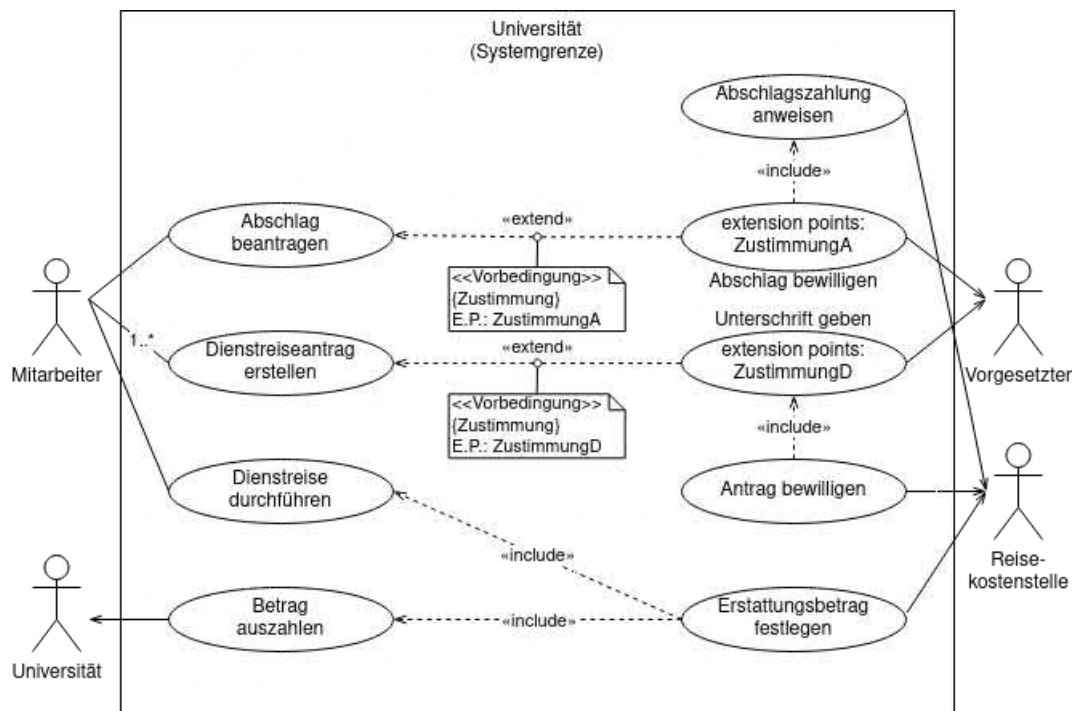 Universität
(Systemgrenze)
Abschlagszahlung
anweisen
«include»
Abschlag
beantragen
«extend»
extension points:
ZustimmungA
Abschlag bewilligen
<<Vorbedingung>>
{Zustimmung}
E.P.: ZustimmungA
Mitarbeiter
1..*
Dienstreiseantrag
erstellen
«extend»
Unterschrift geben
extension points:
ZustimmungD
Vorgesetzter
<<Vorbedingung>>
{Zustimmung}
E.P.: ZustimmungD
«include»
Dienstreise
durchführen
Antrag bewilligen
Reise-
kostenstelle
«include»
Betrag
auszahlen
«include»
Erstattungsbetrag
festlegen
Universität